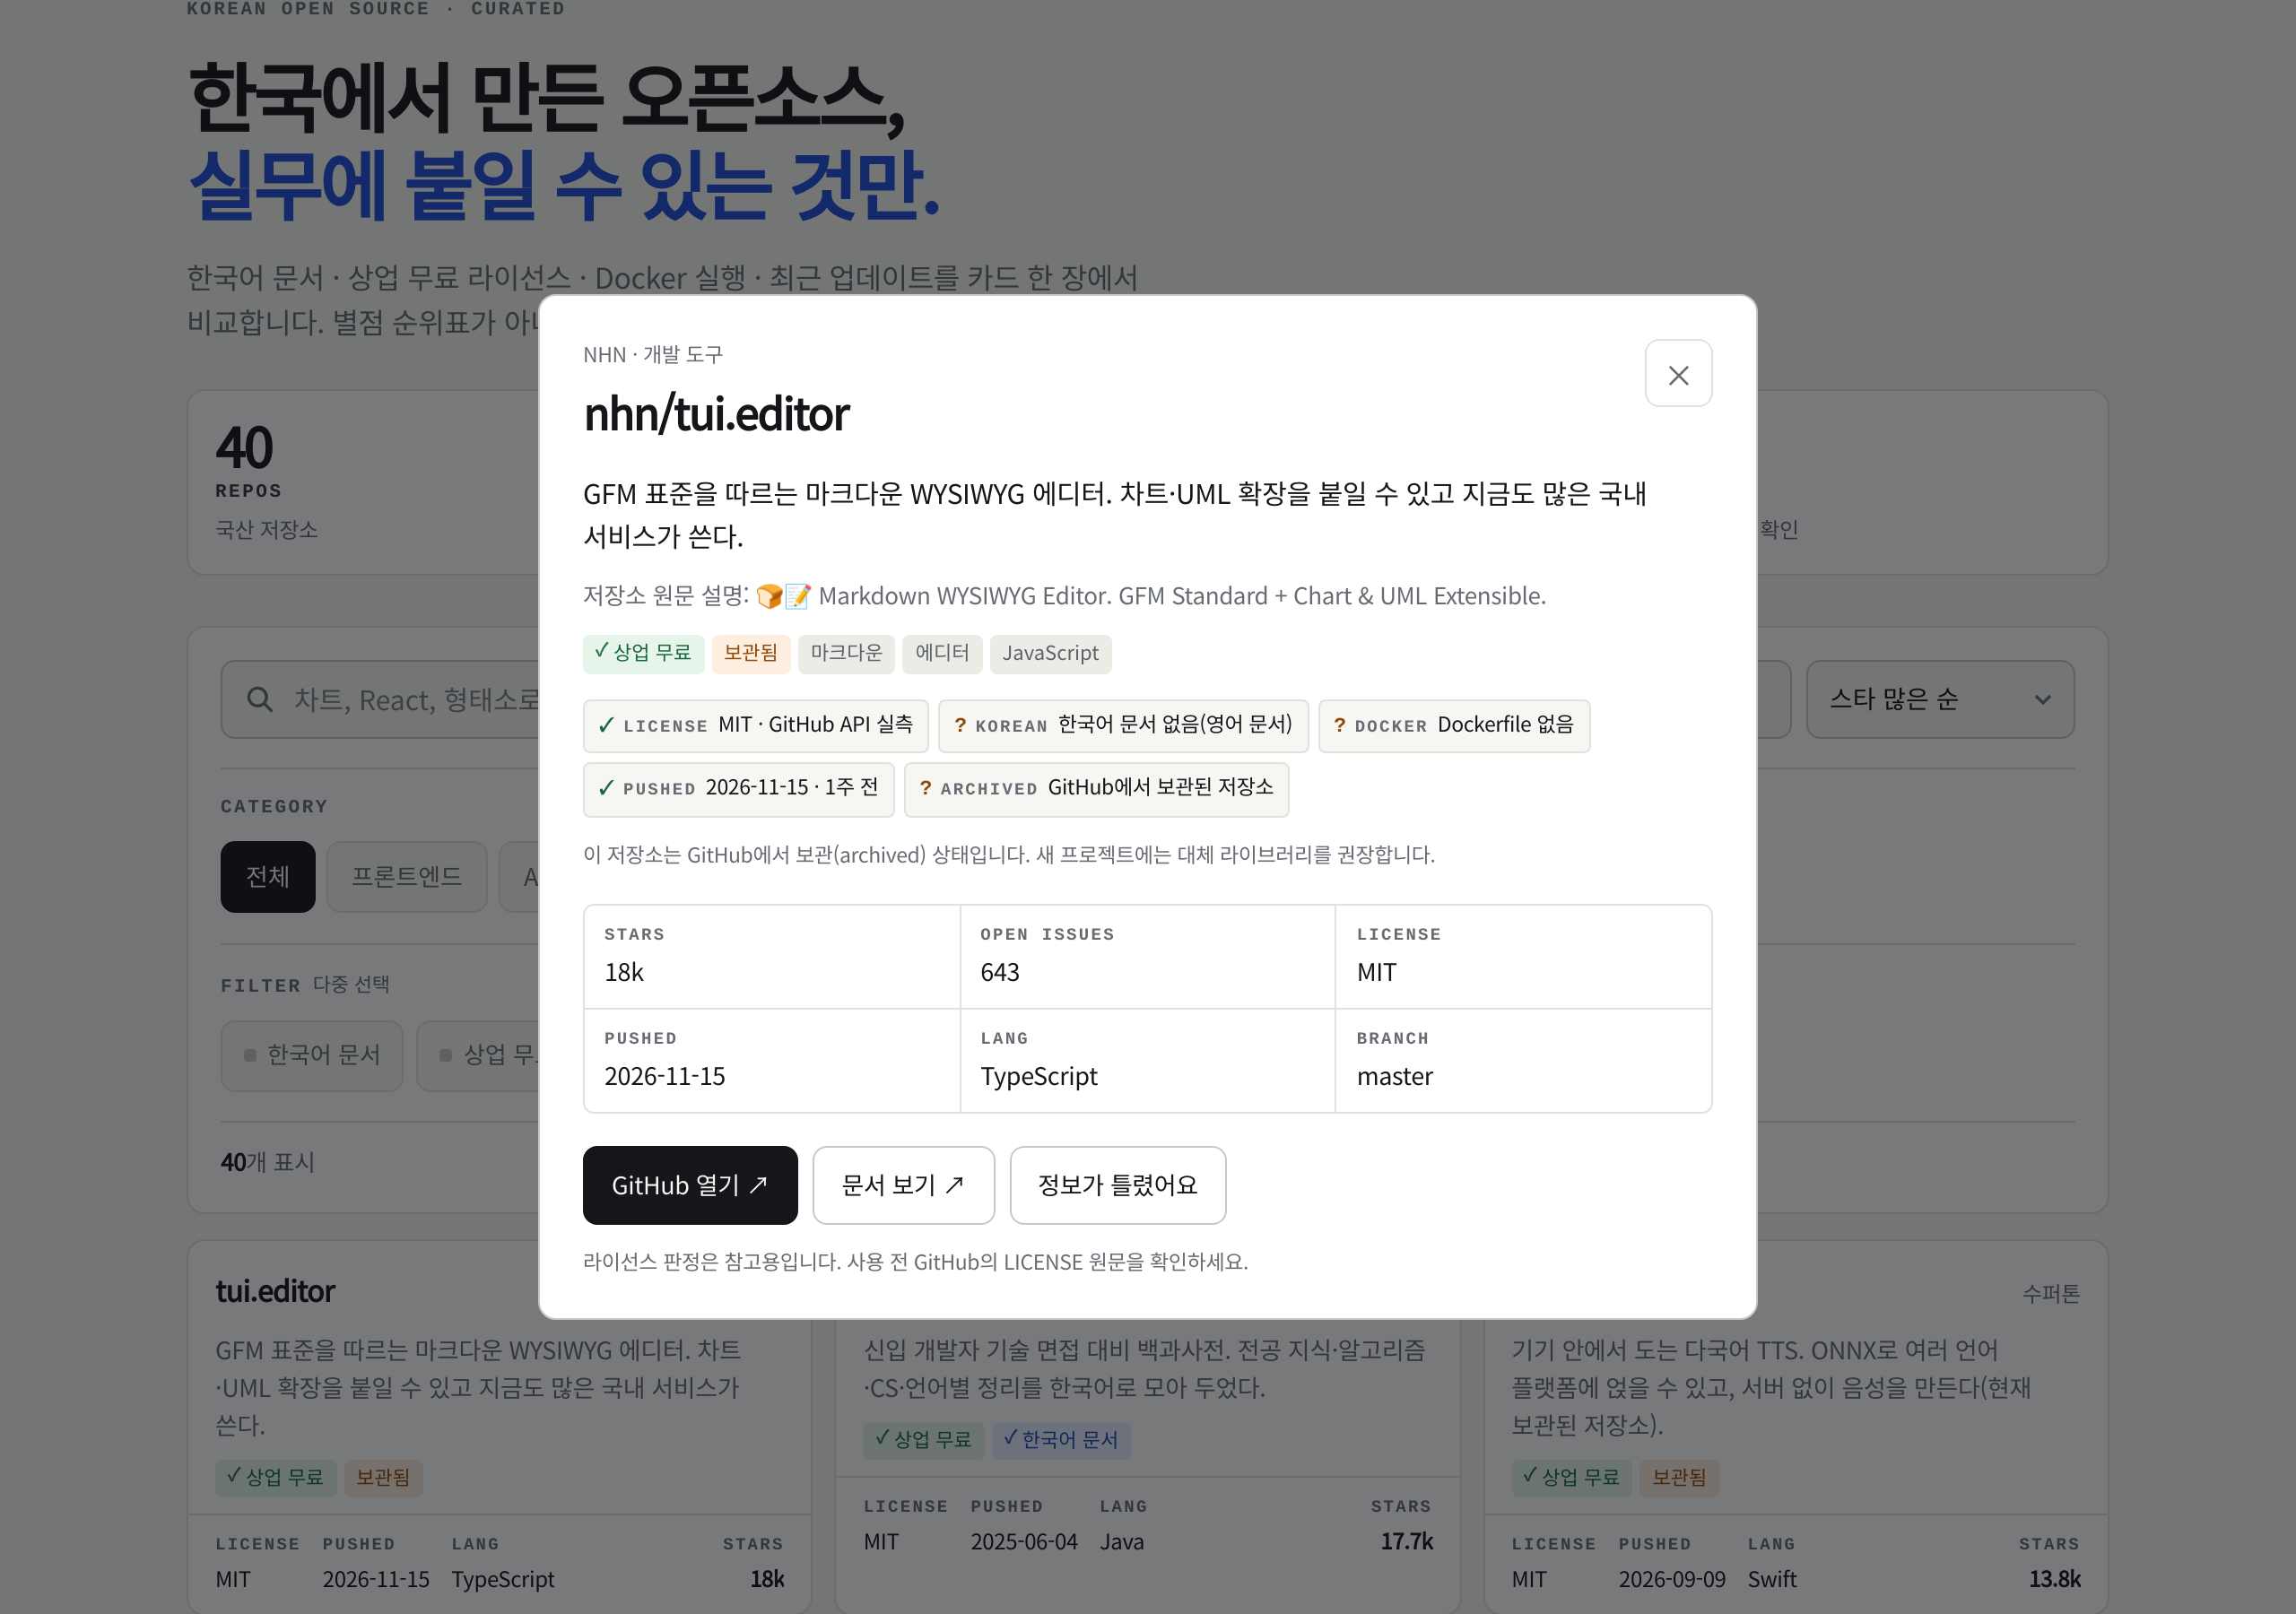 KOREAN OPEN SOURCE · CURATED
한국에서 만든 오픈소스,
실무에 붙일 수 있는 것만.
한국어 문서 · 상업 무료 라이선스 · Docker 실행 · 최근 업데이트를 카드 한 장에서
비교합니다. 별점 순위표가
40
REPOS
국산 저장소
확인
차트, React, 형태소로
스타 많은 순
CATEGORY
전체
프론트엔드
FILTER 다중 선택
한국어 문서
상업
40개 표시
NHN · 개발 도구
nhn/tui.editor
GFM 표준을 따르는 마크다운 WYSIWYG 에디터. 차트·UML 확장을 붙일 수 있고 지금도 많은 국내
서비스가 쓴다.
저장소 원문 설명: 🍞📝 Markdown WYSIWYG Editor. GFM Standard + Chart & UML Extensible.
✓ 상업 무료 보관됨 마크다운 에디터 JavaScript
✓ LICENSE MIT · GitHub API 실측 ? KOREAN 한국어 문서 없음(영어 문서) ? DOCKER Dockerfile 없음
✓ PUSHED 2026-11-15 · 1주 전 ? ARCHIVED GitHub에서 보관된 저장소
이 저장소는 GitHub에서 보관(archived) 상태입니다. 새 프로젝트에는 대체 라이브러리를 권장합니다.
STARS OPEN ISSUES LICENSE
18k 643 MIT
PUSHED LANG BRANCH
2026-11-15 TypeScript master
GitHub 열기 ↗ 문서 보기 ↗ 정보가 틀렸어요
라이선스 판정은 참고용입니다. 사용 전 GitHub의 LICENSE 원문을 확인하세요.
tui.editor
GFM 표준을 따르는 마크다운 WYSIWYG 에디터. 차트
·UML 확장을 붙일 수 있고 지금도 많은 국내 서비스가
쓴다.
✓ 상업 무료 보관됨
LICENSE PUSHED LANG STARS
MIT 2026-11-15 TypeScript 18k
신입 개발자 기술 면접 대비 백과사전. 전공 지식·알고리즘
·CS·언어별 정리를 한국어로 모아 두었다.
✓ 상업 무료 ✓ 한국어 문서
LICENSE PUSHED LANG STARS
MIT 2025-06-04 Java 17.7k
수퍼톤
기기 안에서 도는 다국어 TTS. ONNX로 여러 언어
플랫폼에 얹을 수 있고, 서버 없이 음성을 만든다(현재
보관된 저장소).
✓ 상업 무료 보관됨
LICENSE PUSHED LANG STARS
MIT 2026-09-09 Swift 13.8k